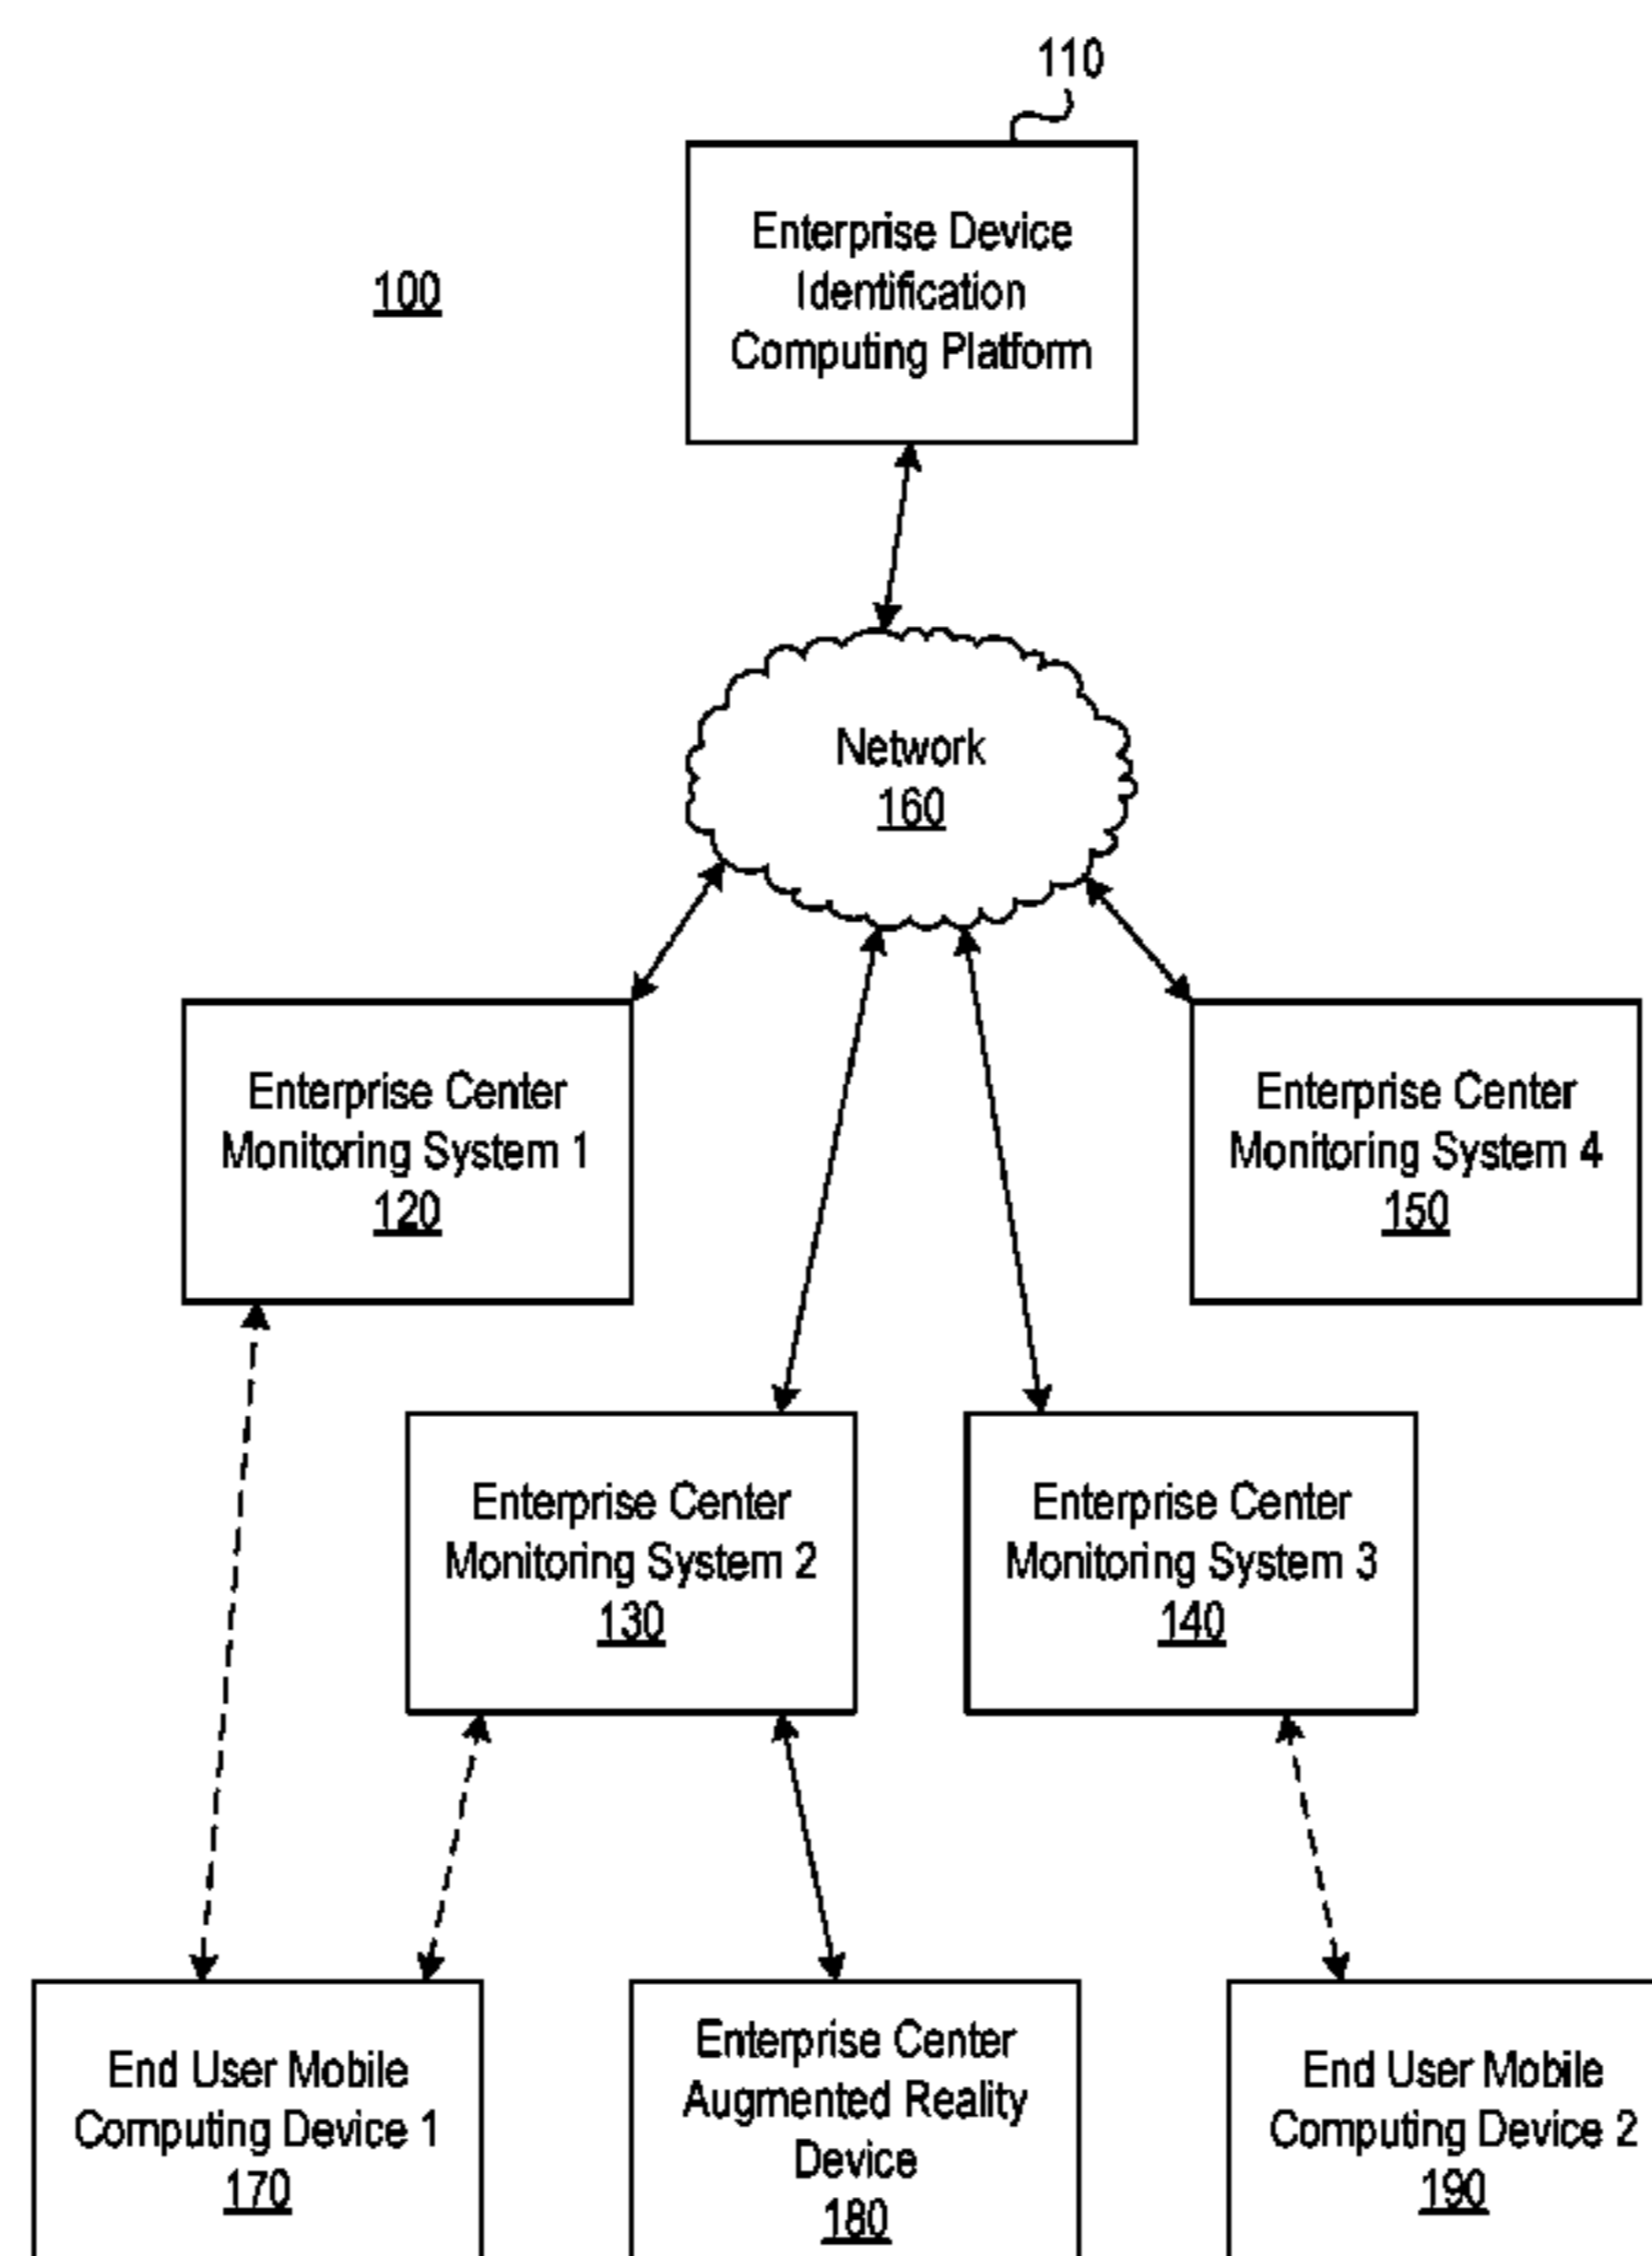 110
100
Enterprise Device
Identification
Computing Platform
Network
160
Enterprise Center
Monitoring System 1
120
Enterprise Center
Monitoring System 4
150
Enterprise Center
Monitoring System 2
130
Enterprise Center
Monitoring System 3
140
End User Mobile
Computing Device 1
170
Enterprise Center
Augmented Reality
Device
180
End User Mobile
Computing Device 2
190